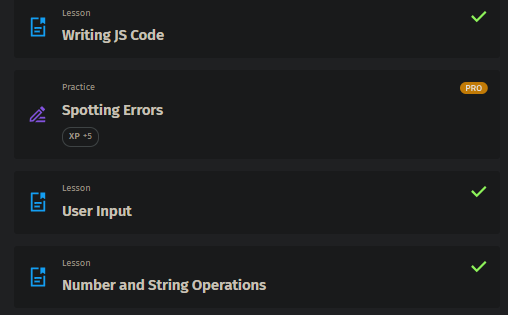 Lesson
Writing JS Code
Practice
PRO
Spotting Errors
XP +5
Lesson
User Input
Lesson
Number and String Operations